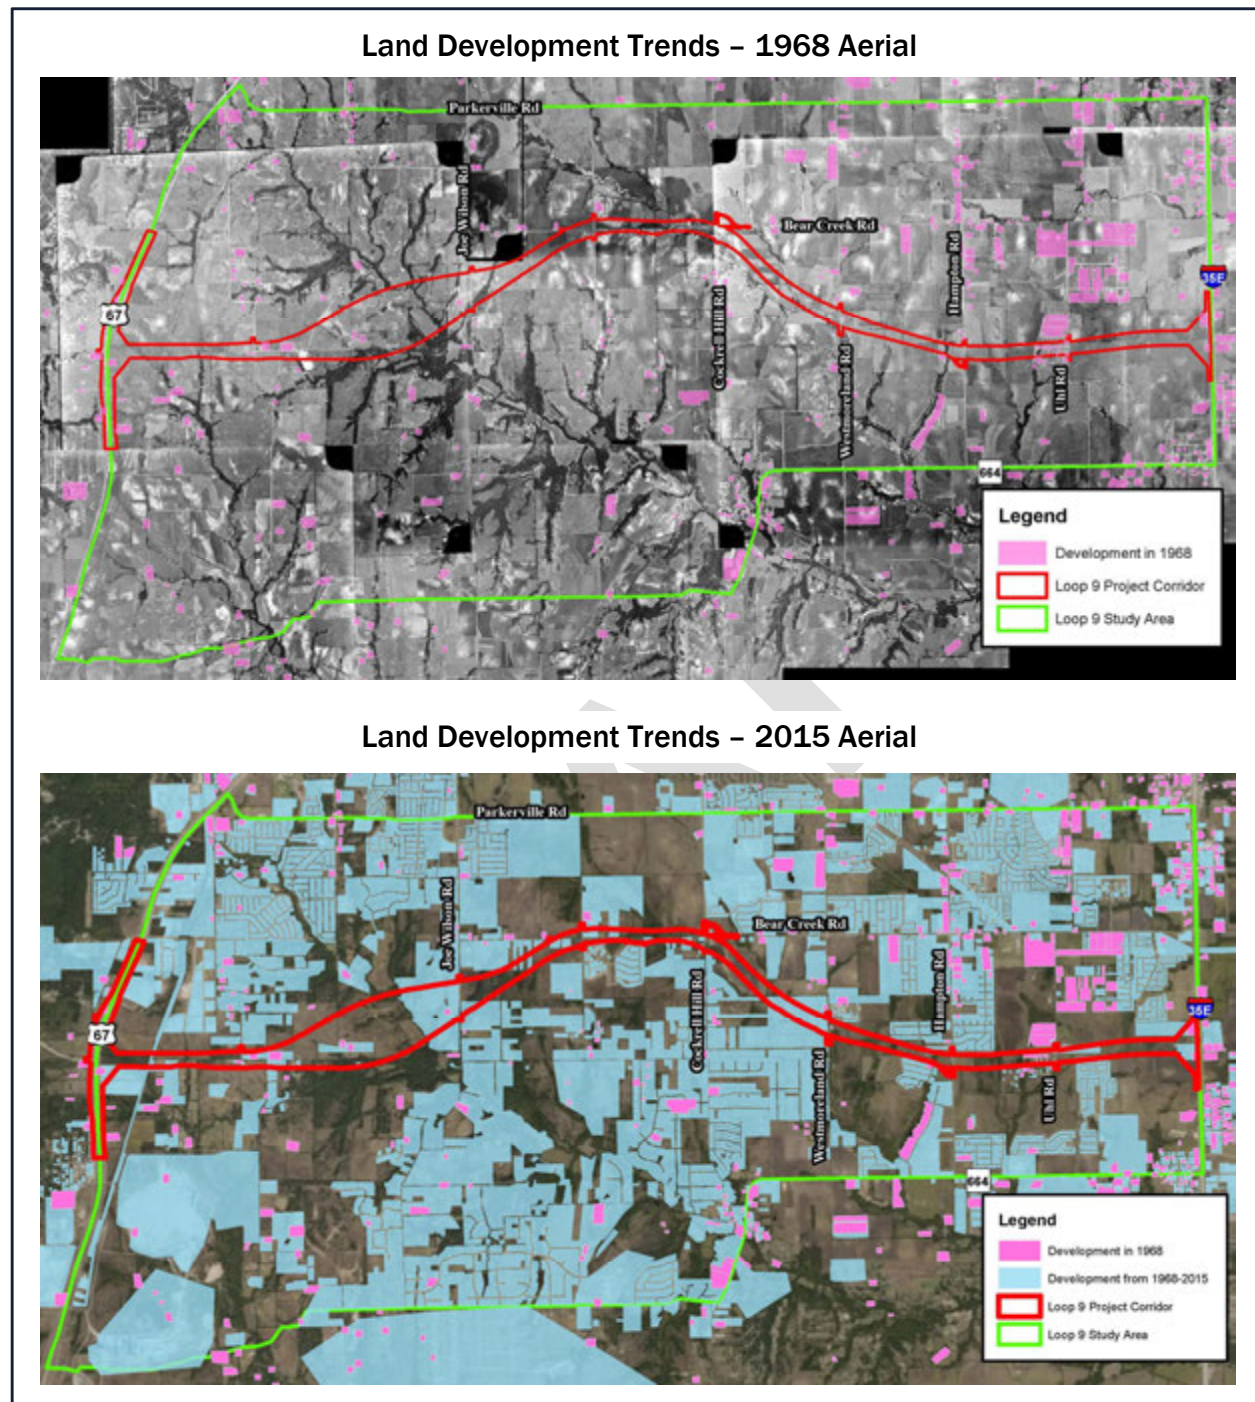 Land Development Trends – 1968 Aerial
Parkerville Rd
Joe Wilson Rd
Bear Creek Rd
Hampton Rd
35E
67
Cockrell Hill Rd
Westmoreland Rd
Uhl Rd
664
Legend
Development in 1968
Loop 9 Project Corridor
Loop 9 Study Area
Land Development Trends – 2015 Aerial
Parkerville Rd
Joe Wilson Rd
Bear Creek Rd
Hampton Rd
35E
67
Cockrell Hill Rd
Westmoreland Rd
Uhl Rd
664
Legend
Development in 1968
Development from 1968-2015
Loop 9 Project Corridor
Loop 9 Study Area